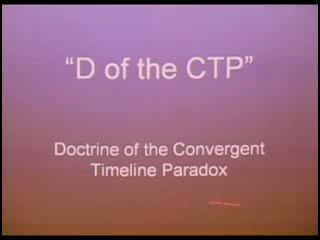 “D of the CTP”
Doctrine of the Convergent
Timeline Paradox